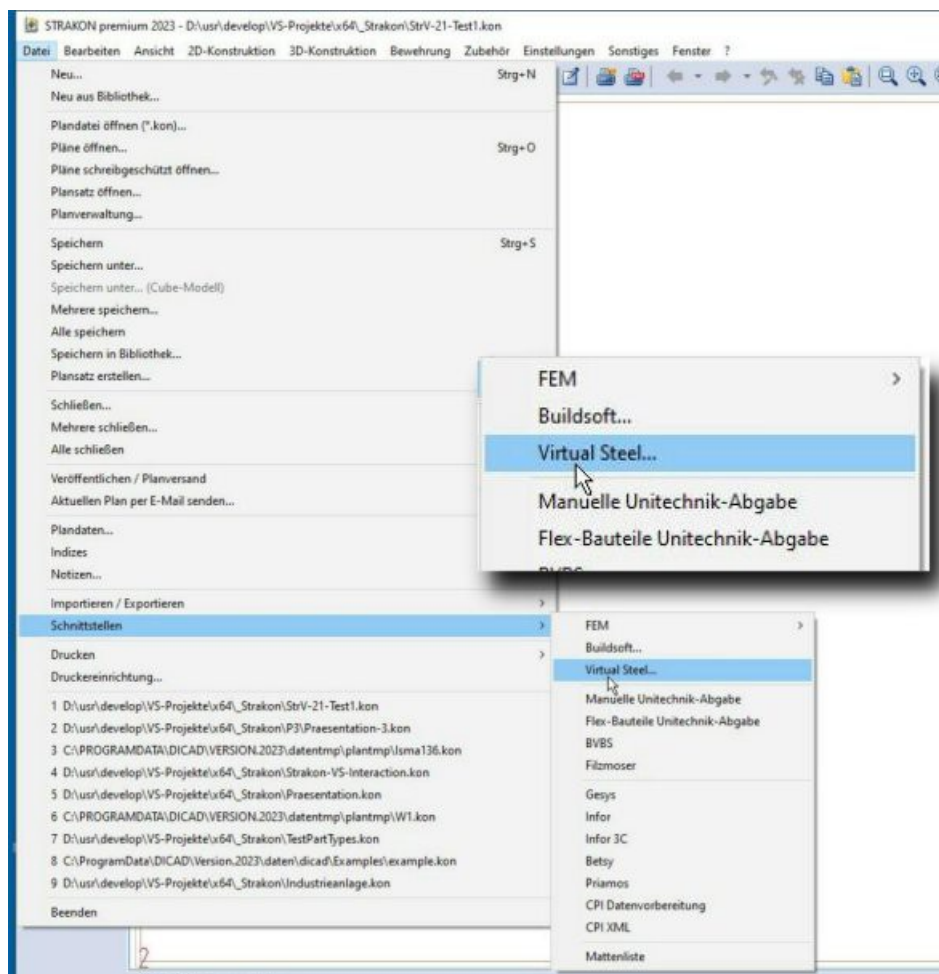 STRAKON premium 2023 - D:\usr\develop\VS-Projekte\x64\_Strakon\StrV-21-Test1.kon
Datei Bearbeiten Ansicht 2D-Konstruktion 3D-Konstruktion Bewehrung Zubehör Einstellungen Sonstiges Fenster ?
Neu... Strg+N
Neu aus Bibliothek...
Plandatei öffnen (*.kon)...
Pläne öffnen... Strg+O
Pläne schreibgeschützt öffnen...
Plansatz öffnen...
Planverwaltung...
Speichern Strg+S
Speichern unter...
Speichern unter... (Cube-Modell)
Mehrere speichern...
Alle speichern
Speichern in Bibliothek...
Plansatz erstellen...
Schließen...
Mehrere schließen...
Alle schließen
Veröffentlichen / Planversand
Aktuellen Plan per E-Mail senden...
Plandaten...
Indizes
Notizen...
Importieren / Exportieren
Schnittstellen
Drucken
Druckereinrichtung...
1 D:\usr\develop\VS-Projekte\x64\_Strakon\StrV-21-Test1.kon
2 D:\usr\develop\VS-Projekte\x64\_Strakon\P3\Praesentation-3.kon
3 C:\PROGRAMDATA\DICAD\VERSION.2023\datentmp\plantmp\Isma136.kon
4 D:\usr\develop\VS-Projekte\x64\_Strakon\Strakon-VS-Interaction.kon
5 D:\usr\develop\VS-Projekte\x64\_Strakon\Praesentation.kon
6 C:\PROGRAMDATA\DICAD\VERSION.2023\datentmp\plantmp\W1.kon
7 D:\usr\develop\VS-Projekte\x64\_Strakon\TestPartTypes.kon
8 C:\ProgramData\DICAD\Version.2023\daten\dicad\Examples\example.kon
9 D:\usr\develop\VS-Projekte\x64\_Strakon\Industrieanlage.kon
Beenden
FEM
Buildsoft...
Virtual Steel...
Manuelle Unitechnik-Abgabe
Flex-Bauteile Unitechnik-Abgabe
BVBS
FEM
Buildsoft...
Virtual Steel...
Manuelle Unitechnik-Abgabe
Flex-Bauteile Unitechnik-Abgabe
BVBS
Filzmoser
Gesys
Infor
Infor 3C
Betsy
Priamos
CPI Datenvorbereitung
CPI XML
Mattenliste
2